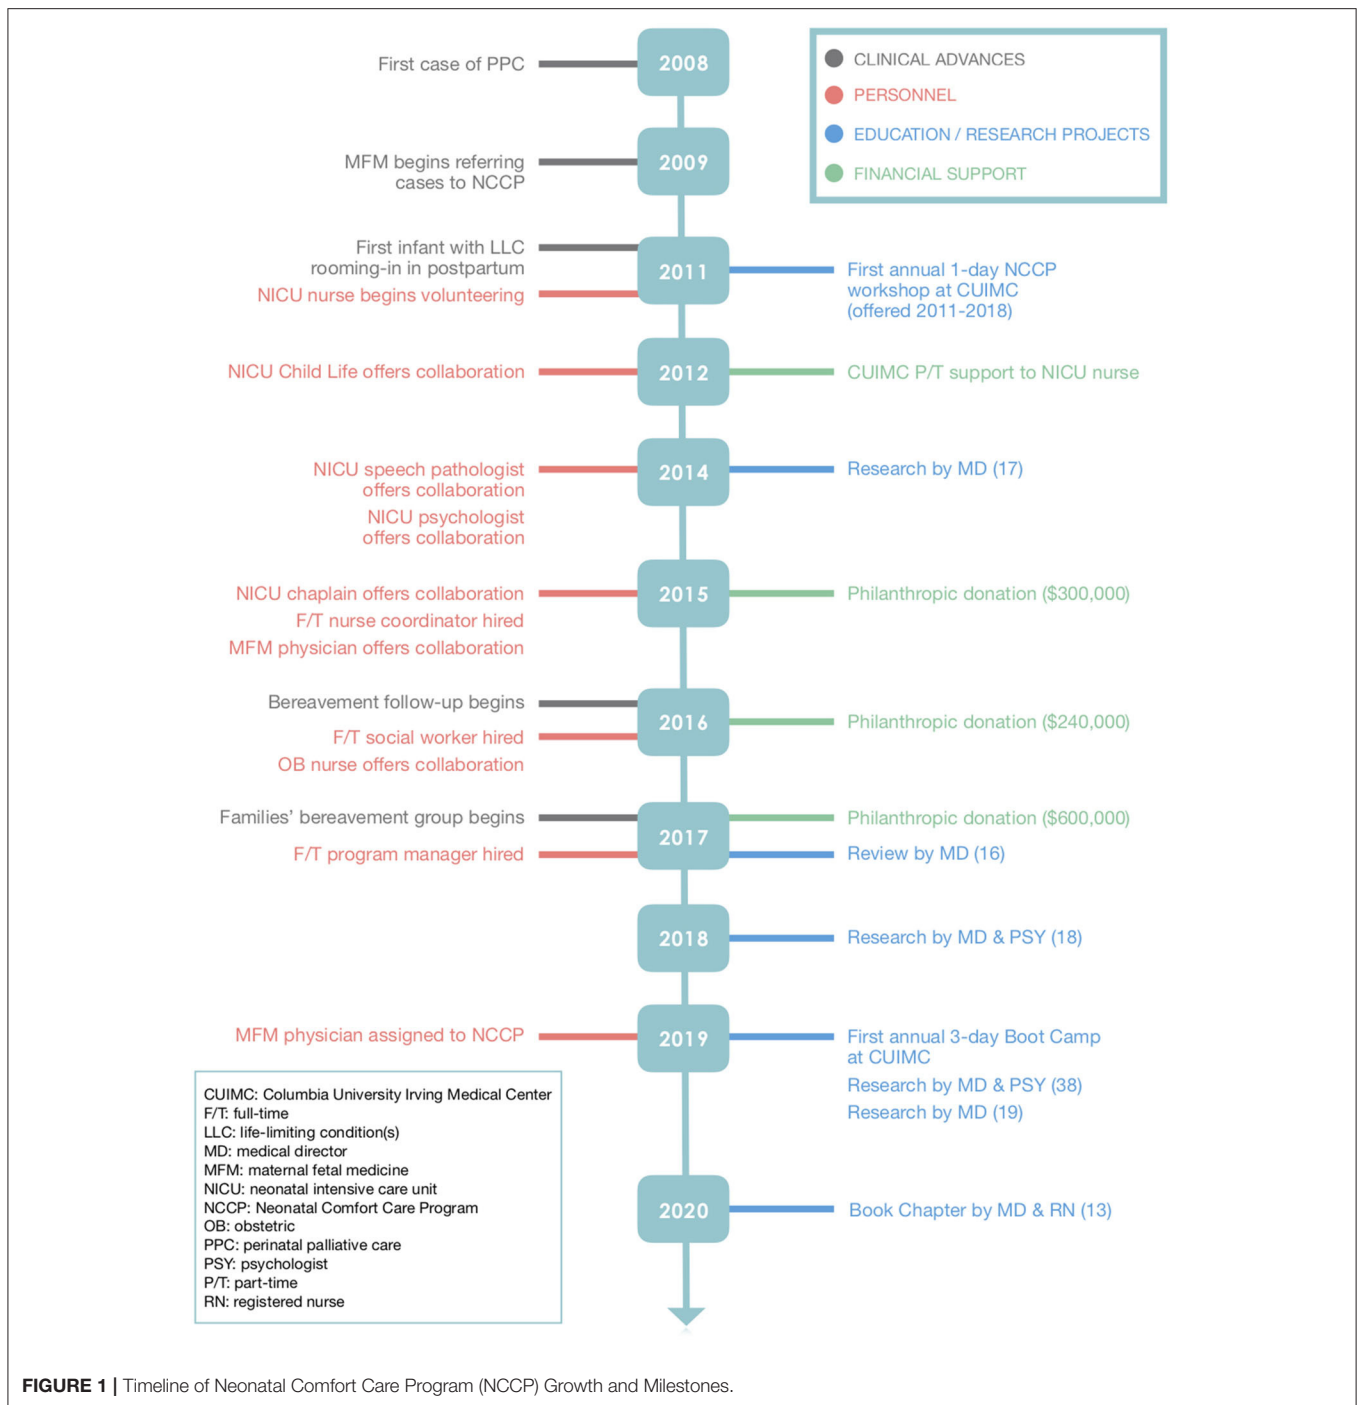 2008
First case of PPC
CLINICAL ADVANCES
PERSONNEL
EDUCATION / RESEARCH PROJECTS
FINANCIAL SUPPORT
2009
MFM begins referring
cases to NCCP
2011
First infant with LLC
rooming-in in postpartum
NICU nurse begins volunteering
First annual 1-day NCCP
workshop at CUIMC
(offered 2011-2018)
2012
NICU Child Life offers collaboration
CUIMC P/T support to NICU nurse
2014
NICU speech pathologist
offers collaboration
NICU psychologist
offers collaboration
Research by MD (17)
2015
NICU chaplain offers collaboration
F/T nurse coordinator hired
MFM physician offers collaboration
Philanthropic donation ($300,000)
2016
Bereavement follow-up begins
F/T social worker hired
OB nurse offers collaboration
Philanthropic donation ($240,000)
2017
Families’ bereavement group begins
F/T program manager hired
Philanthropic donation ($600,000)
Review by MD (16)
2018
Research by MD & PSY (18)
2019
MFM physician assigned to NCCP
First annual 3-day Boot Camp
at CUIMC
Research by MD & PSY (38)
Research by MD (19)
CUIMC: Columbia University Irving Medical Center
F/T: full-time
LLC: life-limiting condition(s)
MD: medical director
MFM: maternal fetal medicine
NICU: neonatal intensive care unit
NCCP: Neonatal Comfort Care Program
OB: obstetric
PPC: perinatal palliative care
PSY: psychologist
P/T: part-time
RN: registered nurse
2020
Book Chapter by MD & RN (13)
FIGURE 1 | Timeline of Neonatal Comfort Care Program (NCCP) Growth and Milestones.